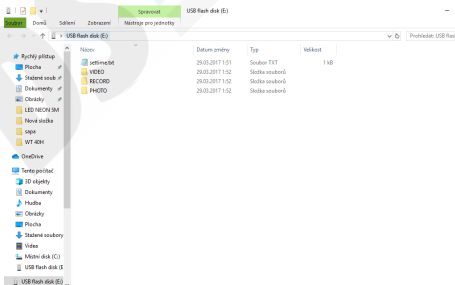 Spravovat USB flash disk (E:)
Soubor Domů Sdílení Zobrazení Nástroje pro jednotky
USB flash disk (E:) Prohledat: USB flas
Název Datum změny Typ Velikost
Rychlý přístup
Plocha
Stažené soub
Dokumenty
Obrázky
LED NEON 5M
Nová složka
sapa
WT 40H
OneDrive
Tento počítač
3D objekty
Dokumenty
Hudba
Obrázky
Plocha
Stažené soubory
Videa
Místní disk (C:)
USB flash disk (E
USB flash disk (E:)
settime.txt 29.03.2017 1:51 Soubor TXT 1 kB
VIDEO 29.03.2017 1:52 Složka souborů
RECORD 29.03.2017 1:52 Složka souborů
PHOTO 29.03.2017 1:52 Složka souborů